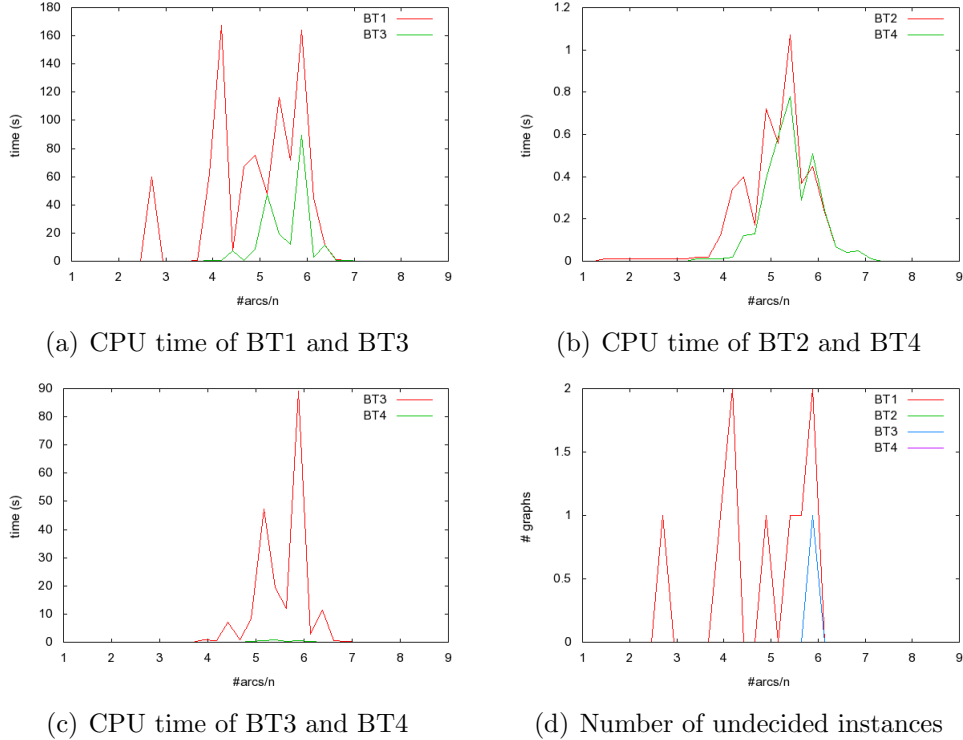 180
160
140
120
100
80
60
40
20
0
time (s)
BT1
BT3
1 2 3 4 5 6 7 8 9
#arcs/n
(a) CPU time of BT1 and BT3
1.2
1
0.8
0.6
0.4
0.2
0
time (s)
BT2
BT4
1 2 3 4 5 6 7 8 9
#arcs/n
(b) CPU time of BT2 and BT4
90
80
70
60
50
40
30
20
10
0
time (s)
BT3
BT4
1 2 3 4 5 6 7 8 9
#arcs/n
(c) CPU time of BT3 and BT4
2
1.5
1
0.5
0
# graphs
BT1
BT2
BT3
BT4
1 2 3 4 5 6 7 8 9
#arcs/n
(d) Number of undecided instances